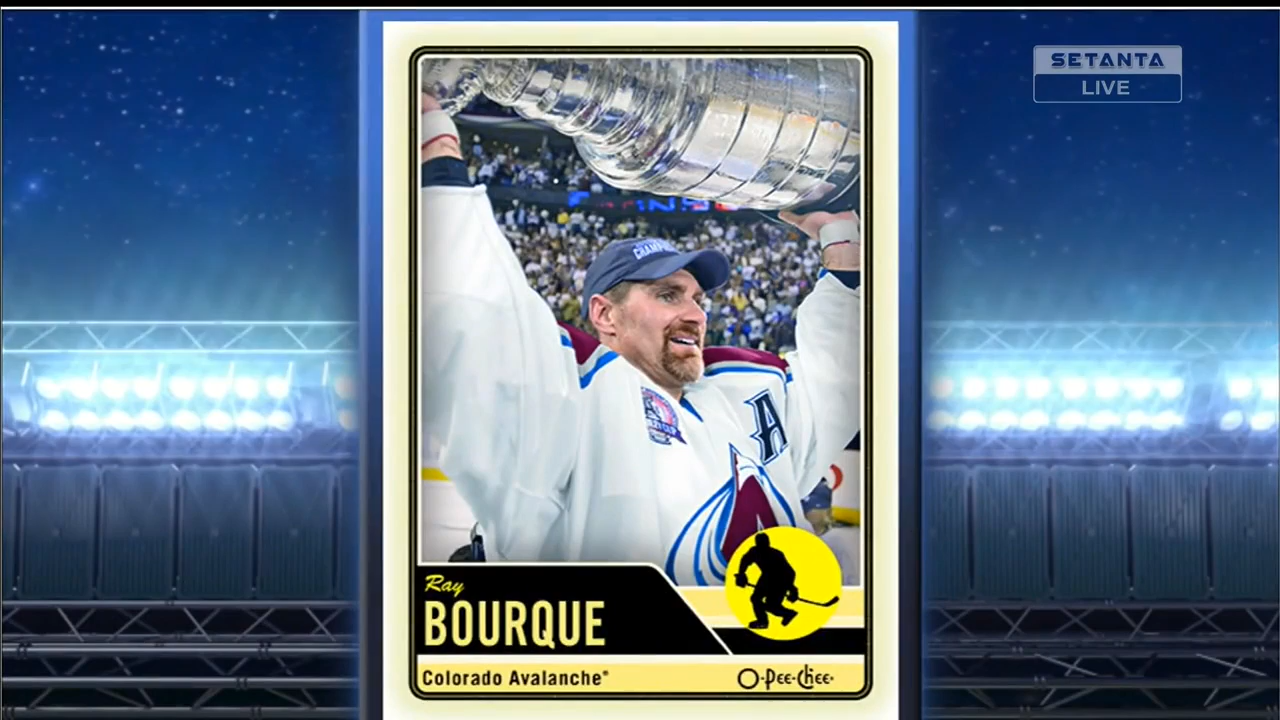 SETANTA
LIVE
A
Ray
BOURQUE
Colorado Avalanche®
O-Pee-Chee·